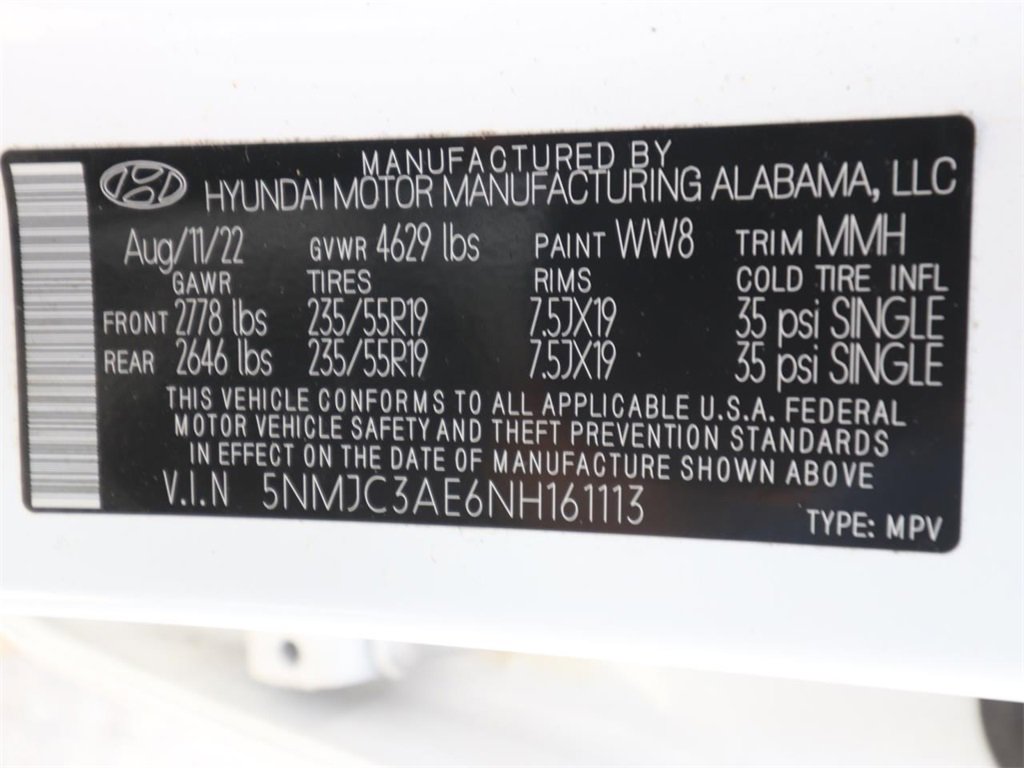 MANUFACTURED BY
HYUNDAI MOTOR MANUFACTURING ALABAMA, LLC
Aug/11/22 GVWR 4629 lbs PAINT WW8 TRIM MMH
GAWR TIRES RIMS COLD TIRE INFL
FRONT 2778 lbs 235/55R19 7.5JX19 35 psi SINGLE
REAR 2646 lbs 235/55R19 7.5JX19 35 psi SINGLE
THIS VEHICLE CONFORMS TO ALL APPLICABLE U.S.A. FEDERAL
MOTOR VEHICLE SAFETY AND THEFT PREVENTION STANDARDS
IN EFFECT ON THE DATE OF MANUFACTURE SHOWN ABOVE
V.I.N 5NMJC3AE6NH161113
TYPE: MPV